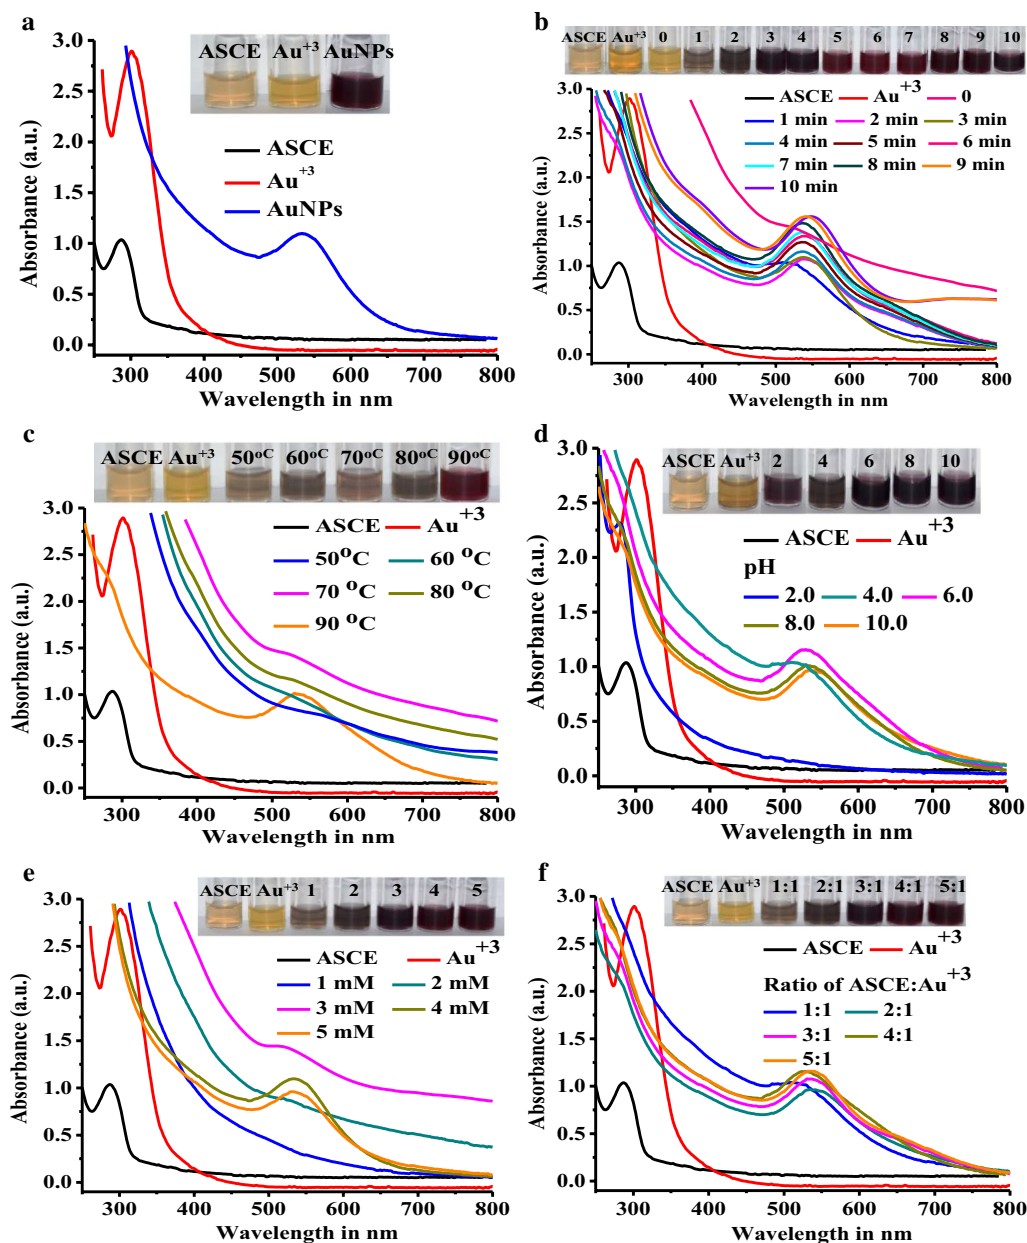 a
ASCE Au+3 AuNPs
3.0
2.5
2.0
1.5
1.0
0.5
0.0
Absorbance (a.u.)
ASCE
Au+3
AuNPs
300 400 500 600 700 800
Wavelength in nm
b
ASCE Au+3 0 1 2 3 4 5 6 7 8 9 10
3.0
2.5
2.0
1.5
1.0
0.5
0.0
Absorbance (a.u.)
ASCE Au+3 0
1 min 2 min 3 min
4 min 5 min 6 min
7 min 8 min 9 min
10 min
300 400 500 600 700 800
Wavelength in nm
c
ASCE Au+3 50oC 60oC 70oC 80oC 90oC
3.0
2.5
2.0
1.5
1.0
0.5
0.0
Absorbance (a.u.)
ASCE Au+3
50oC 60 oC
70 oC 80 oC
90 oC
300 400 500 600 700 800
Wavelength in nm
d
ASCE Au+3 2 4 6 8 10
3.0
2.5
2.0
1.5
1.0
0.5
0.0
Absorbance (a.u.)
ASCE Au+3
pH
2.0 4.0 6.0
8.0 10.0
300 400 500 600 700 800
Wavelength in nm
e
ASCE Au+3 1 2 3 4 5
3.0
2.5
2.0
1.5
1.0
0.5
0.0
Absorbance (a.u.)
ASCE Au+3
1 mM 2 mM
3 mM 4 mM
5 mM
300 400 500 600 700 800
Wavelength in nm
f
ASCE Au+3 1:1 2:1 3:1 4:1 5:1
3.0
2.5
2.0
1.5
1.0
0.5
0.0
Absorbance (a.u.)
ASCE Au+3
Ratio of ASCE:Au+3
1:1 2:1
3:1 4:1
5:1
300 400 500 600 700 800
Wavelength in nm